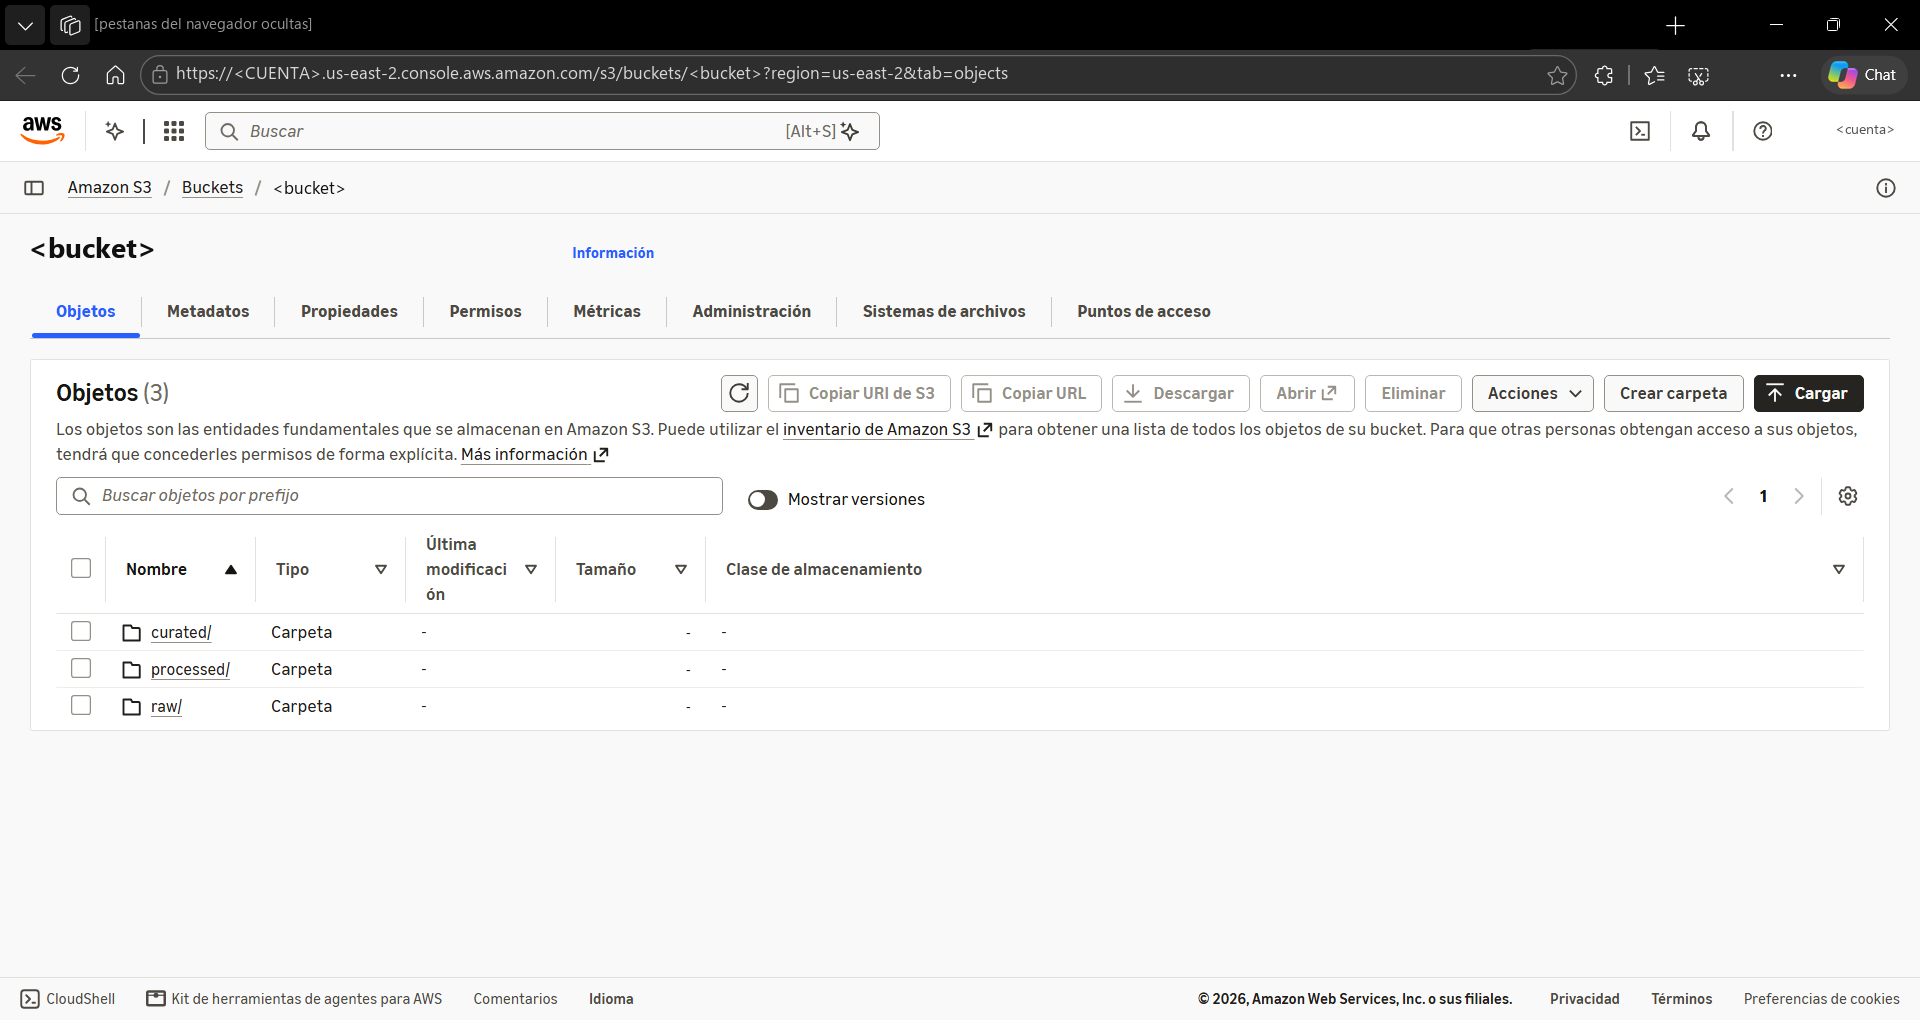 [pestanas del navegador ocultas]
https://<CUENTA>.us-east-2.console.aws.amazon.com/s3/buckets/<bucket>?region=us-east-2&tab=objects
Chat
aws
Buscar
[Alt+S]
<cuenta>
Amazon S3 / Buckets / <bucket>
<bucket>
Información
Objetos
Metadatos
Propiedades
Permisos
Métricas
Administración
Sistemas de archivos
Puntos de acceso
Objetos (3)
Copiar URI de S3
Copiar URL
Descargar
Abrir
Eliminar
Acciones
Crear carpeta
Cargar
Los objetos son las entidades fundamentales que se almacenan en Amazon S3. Puede utilizar el inventario de Amazon S3 para obtener una lista de todos los objetos de su bucket. Para que otras personas obtengan acceso a sus objetos,
tendrá que concederles permisos de forma explícita. Más información
Buscar objetos por prefijo
Mostrar versiones
1
Nombre
Tipo
Última
modificaci
ón
Tamaño
Clase de almacenamiento
curated/ Carpeta - - -
processed/ Carpeta - - -
raw/ Carpeta - - -
CloudShell
Kit de herramientas de agentes para AWS
Comentarios
Idioma
© 2026, Amazon Web Services, Inc. o sus filiales.
Privacidad
Términos
Preferencias de cookies